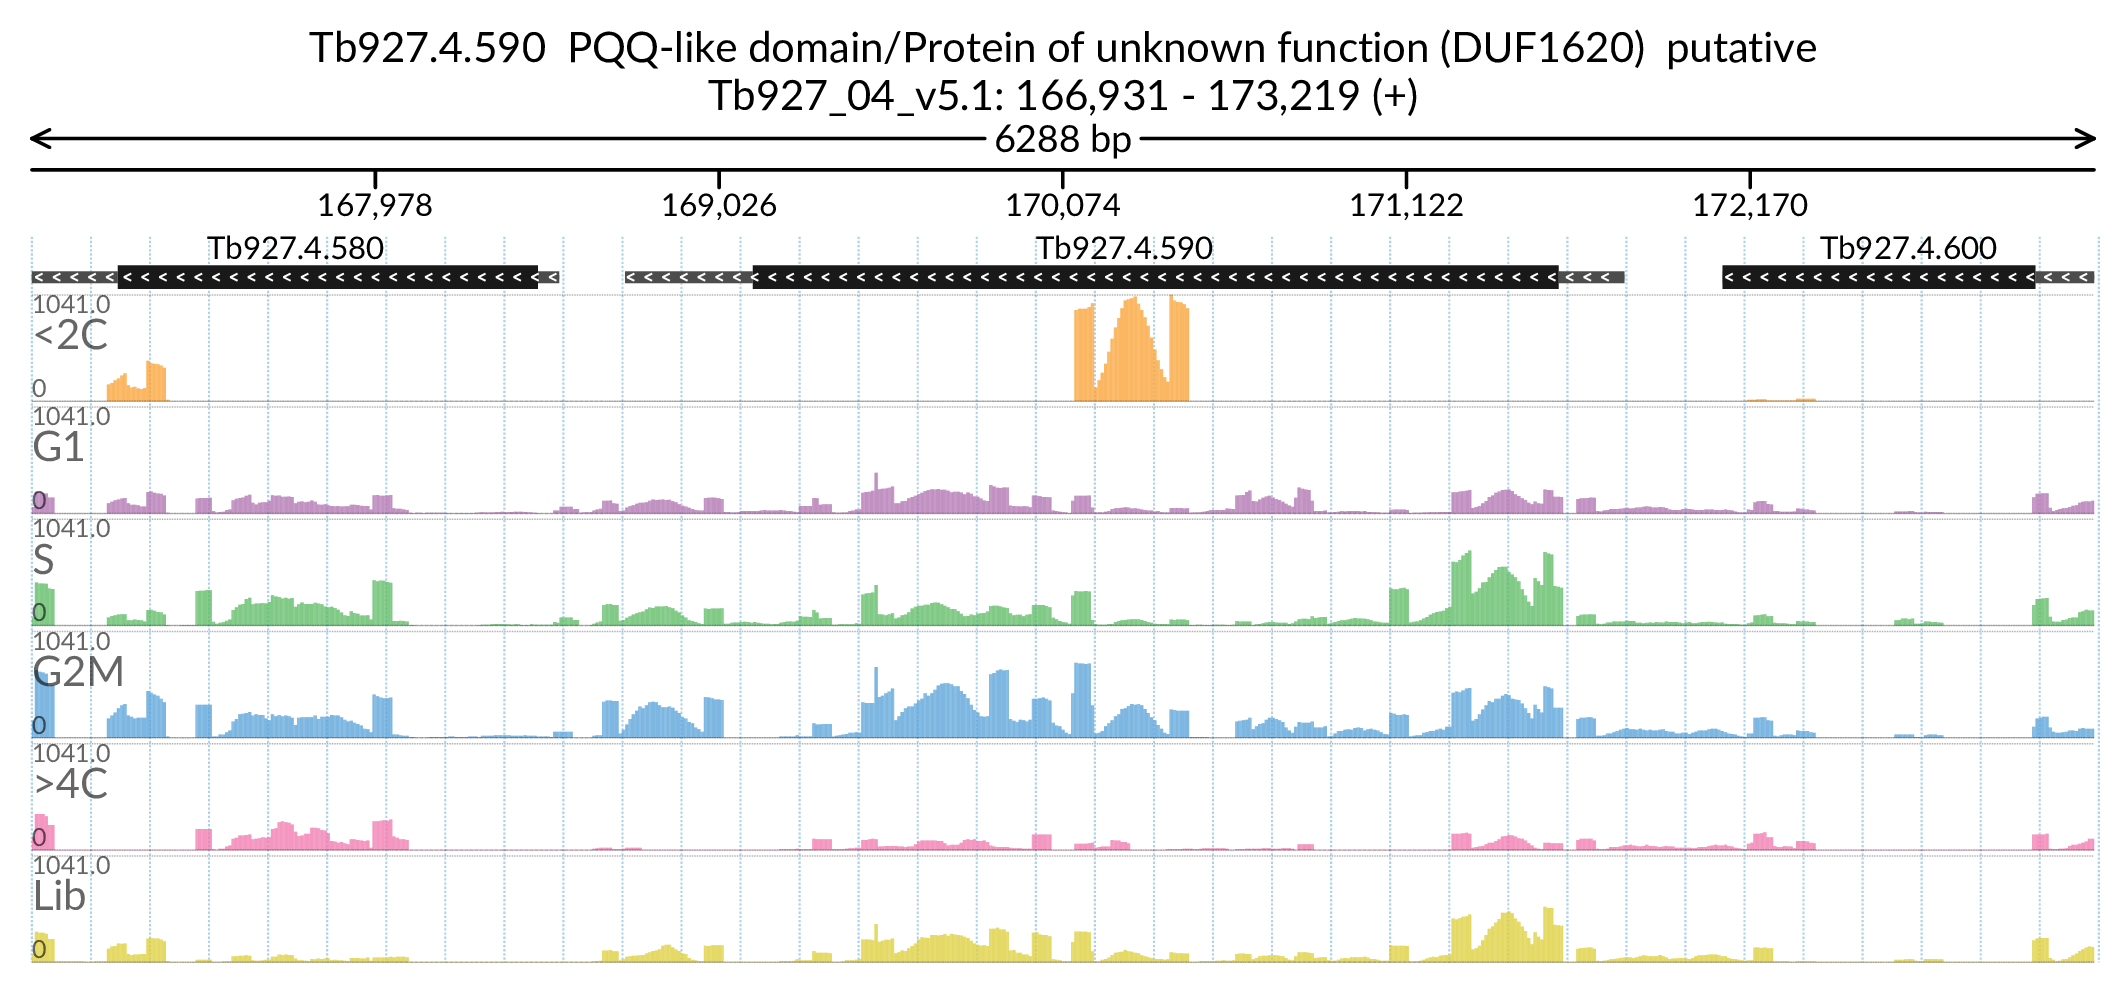 Tb927.4.590  PQQ-like domain/Protein of unknown function (DUF1620)  putative
Tb927_04_v5.1: 166,931 - 173,219 (+)
6288 bp
167,978 169,026 170,074 171,122 172,170
Tb927.4.580 Tb927.4.590 Tb927.4.600
1041.0
<2C
0
1041.0
G1
0
1041.0
S
0
1041.0
G2M
0
1041.0
>4C
0
1041.0
Lib
0